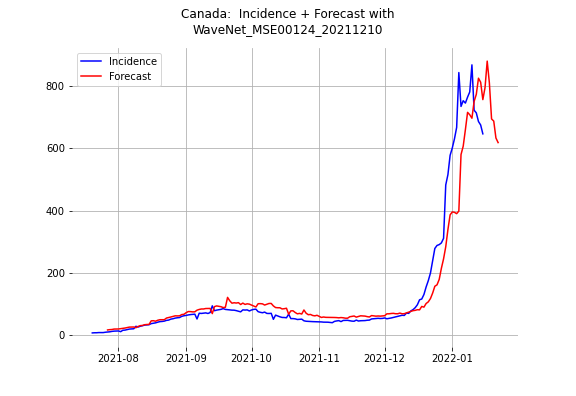 Canada:  Incidence + Forecast with
WaveNet_MSE00124_20211210
Incidence
Forecast
800
600
400
200
0
2021-08 2021-09 2021-10 2021-11 2021-12 2022-01